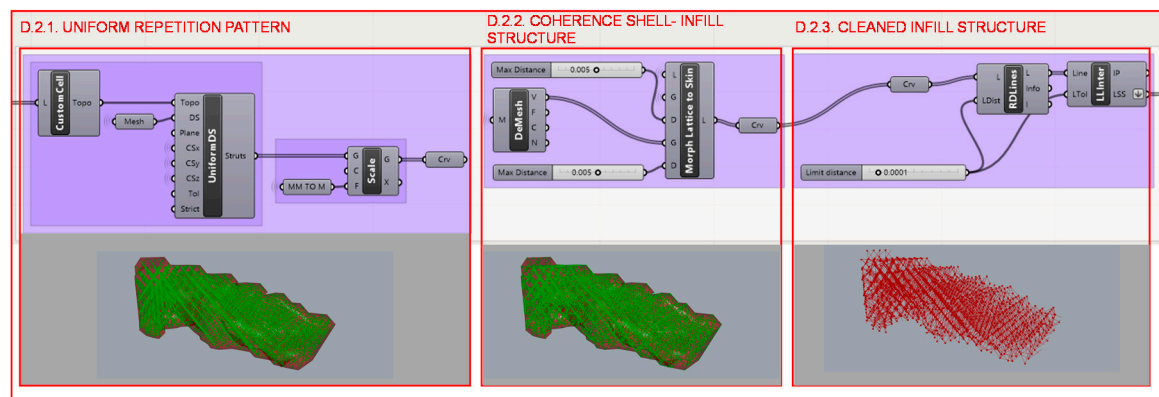 D.2.1. UNIFORM REPETITION PATTERN
L
CustomCell
Topo
Mesh
Topo
DS
Plane
CSx
CSy
CSz
Tol
Strict
UniformDS
Struts
MM TO M
G
C
F
Scale
G
X
Crv
D.2.2. COHERENCE SHELL- INFILL
STRUCTURE
Max Distance
0.005
M
DeMesh
V
F
C
N
Max Distance
0.005
L
G
D
G
D
Morph Lattice to Skin
L
Crv
D.2.3. CLEANED INFILL STRUCTURE
Crv
Limit distance
0.0001
L
LDist
RDLines
L
Info
I
Line
LTol
LLInter
IP
LSS